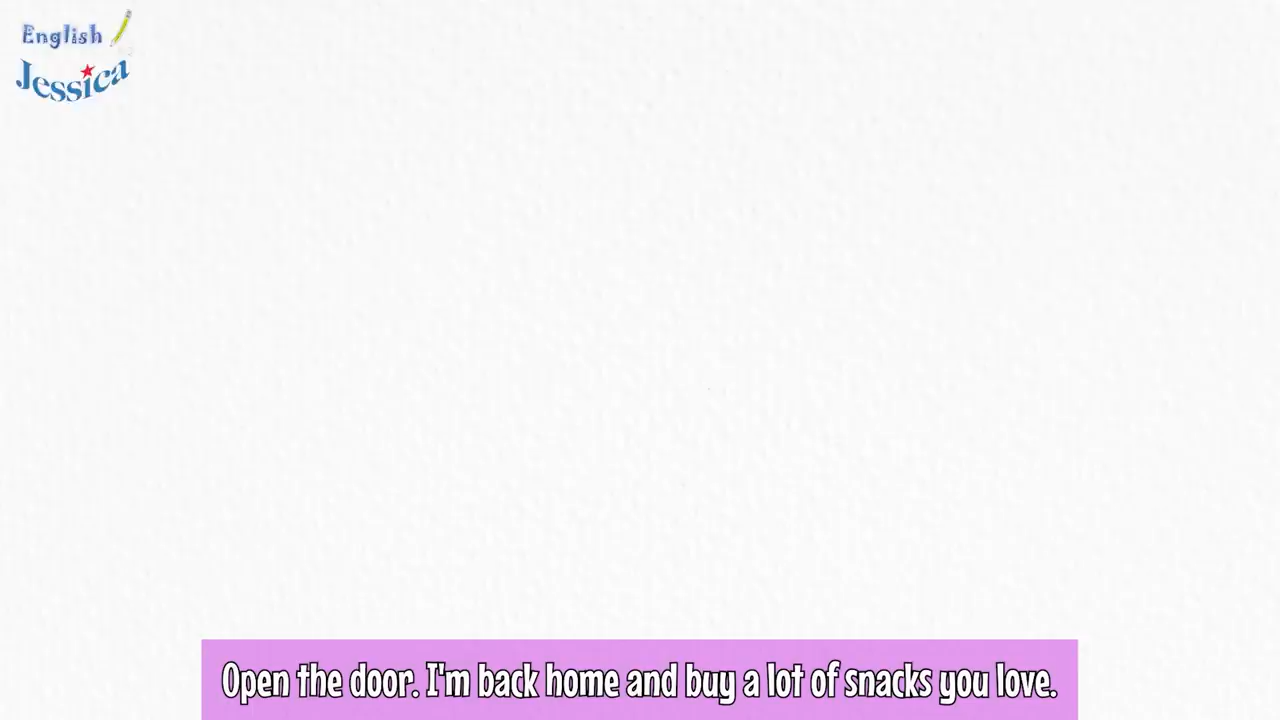 English
Jessica
Open the door. I'm back home and buy a lot of snacks you love.